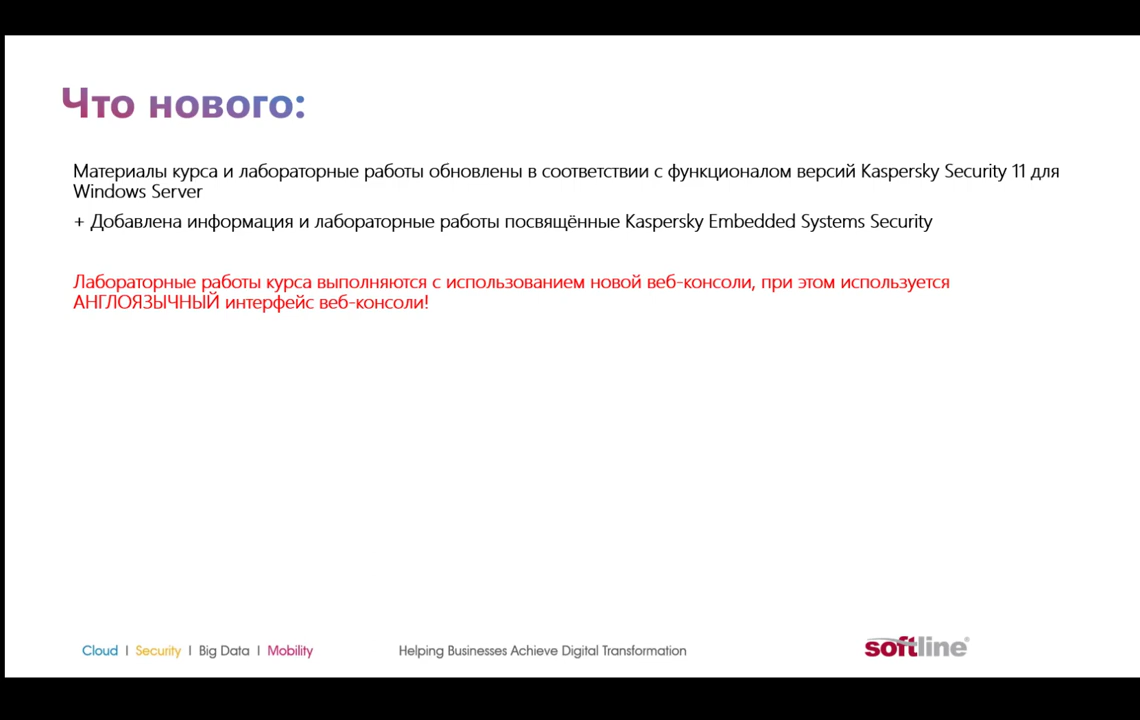 Что нового:
Материалы курса и лабораторные работы обновлены в соответствии с функционалом версий Kaspersky Security 11 для
Windows Server
+ Добавлена информация и лабораторные работы посвящённые Kaspersky Embedded Systems Security
Лабораторные работы курса выполняются с использованием новой веб-консоли, при этом используется
АНГЛОЯЗЫЧНЫЙ интерфейс веб-консоли!
Cloud | Security | Big Data | Mobility
Helping Businesses Achieve Digital Transformation
softline®